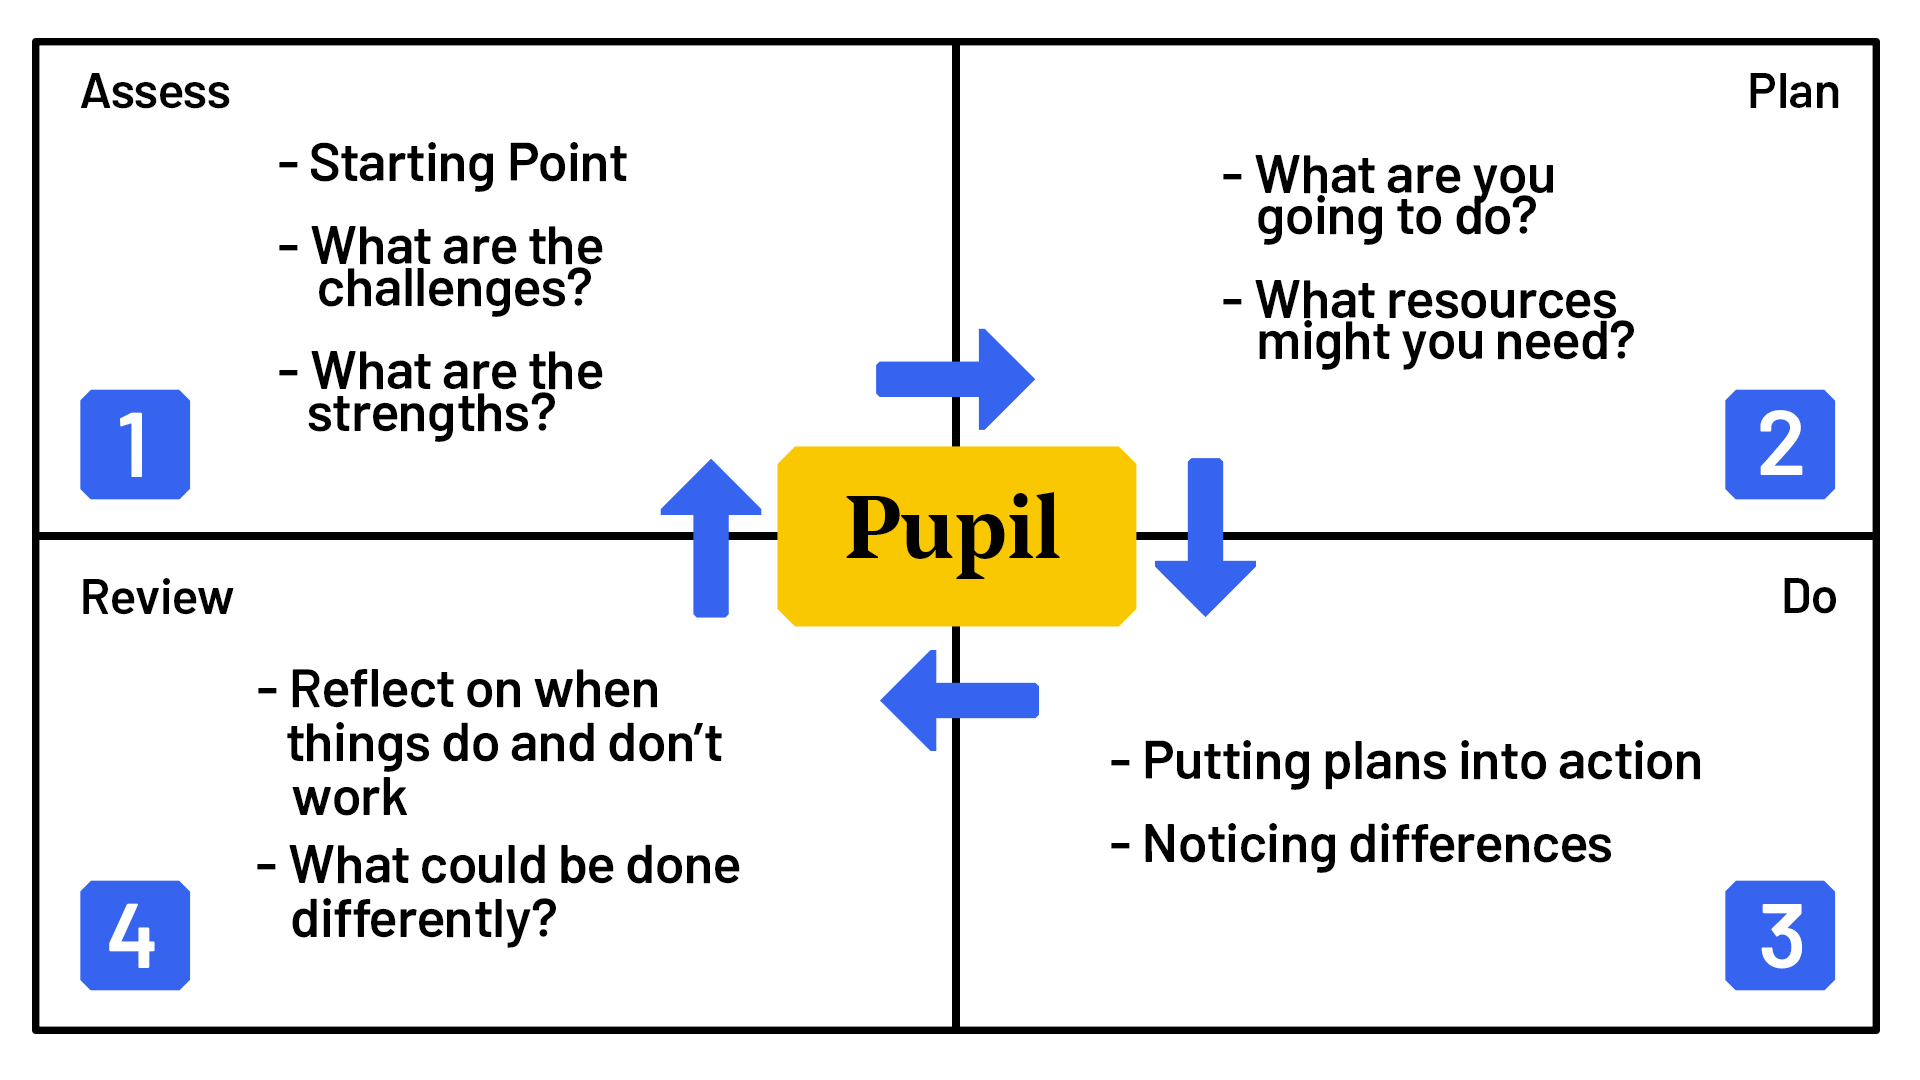 Assess
- Starting Point
- What are the
challenges?
- What are the
strengths?
1
Plan
- What are you
going to do?
- What resources
might you need?
2
Pupil
Review
- Reflect on when
things do and don’t
work
- What could be done
differently?
4
Do
- Putting plans into action
- Noticing differences
3